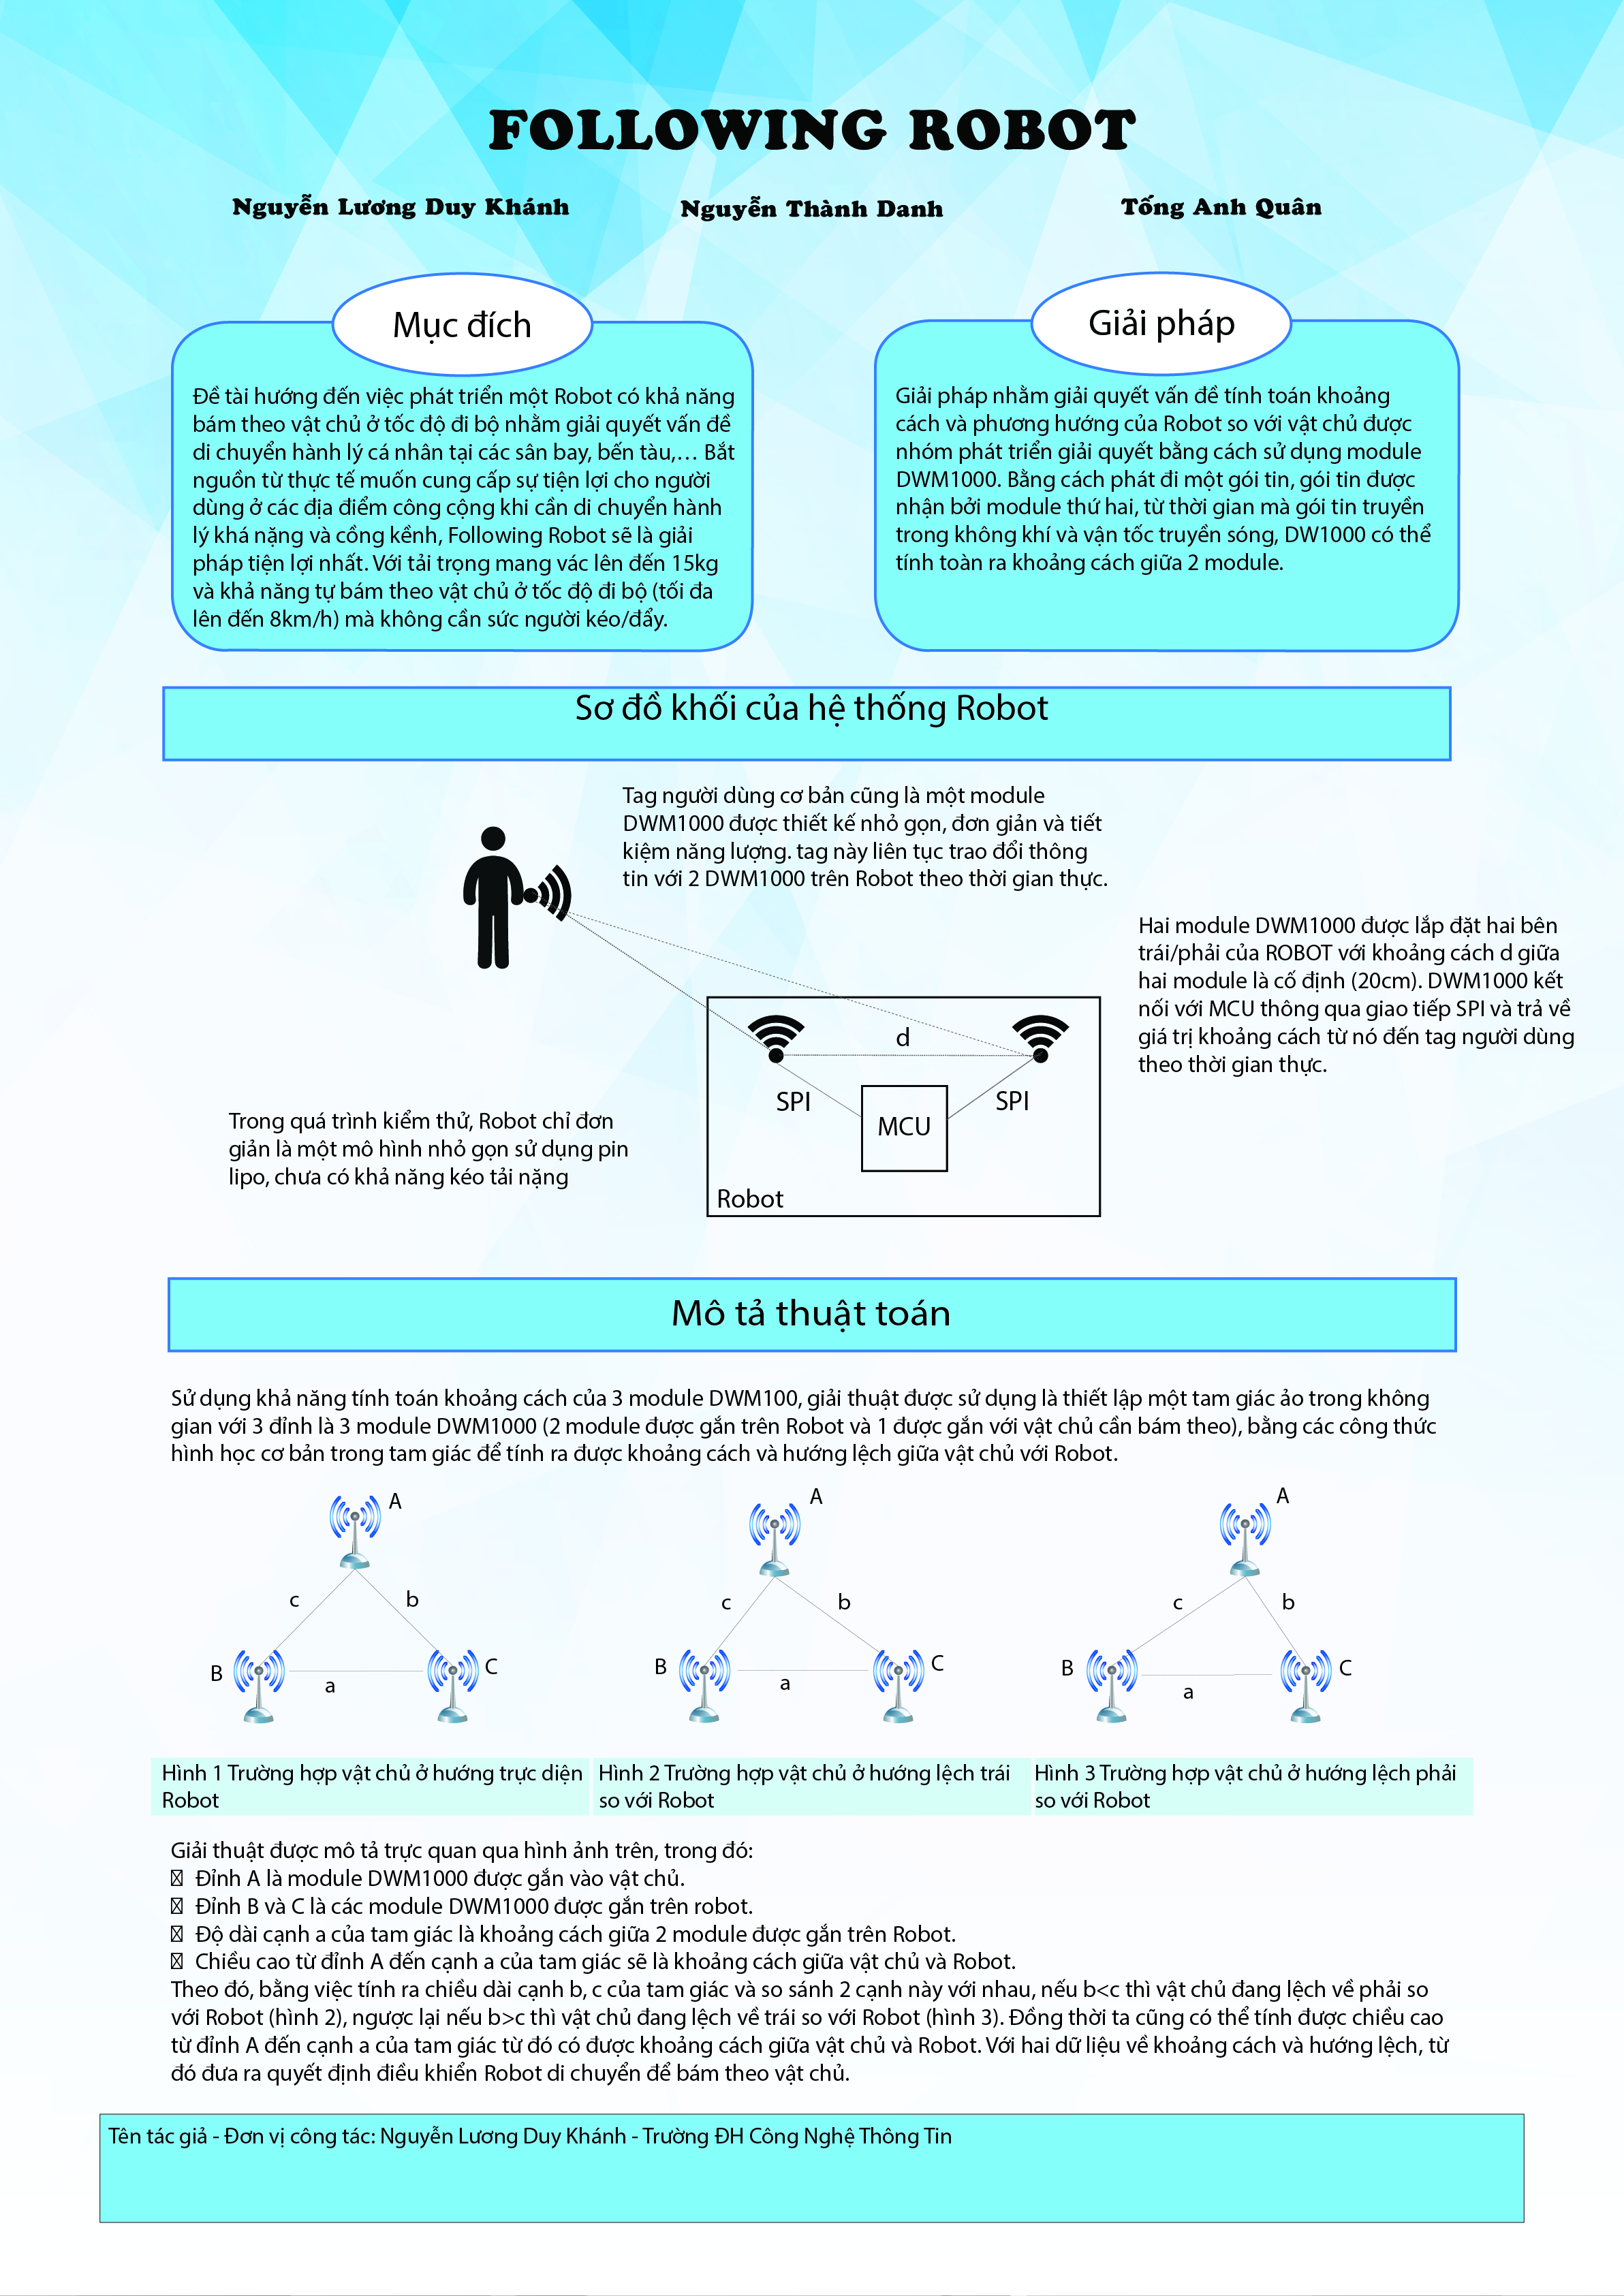 FOLLOWING ROBOT
Nguyễn Lương Duy Khánh
Nguyễn Thành Danh
Tống Anh Quân
Mục đích
Đề tài hướng đến việc phát triển một Robot có khả năng
bám theo vật chủ ở tốc độ đi bộ nhằm giải quyết vấn đề
di chuyển hành lý cá nhân tại các sân bay, bến tàu,... Bắt
nguồn từ thực tế muốn cung cấp sự tiện lợi cho người
dùng ở các địa điểm công cộng khi cần di chuyển hành
lý khá nặng và cồng kềnh, Following Robot sẽ là giải
pháp tiện lợi nhất. Với tải trọng mang vác lên đến 15kg
và khả năng tự bám theo vật chủ ở tốc độ đi bộ (tối đa
lên đến 8km/h) mà không cần sức người kéo/đẩy.
Giải pháp
Giải pháp nhằm giải quyết vấn đề tính toán khoảng
cách và phương hướng của Robot so với vật chủ được
nhóm phát triển giải quyết bằng cách sử dụng module
DWM1000. Bằng cách phát đi một gói tin, gói tin được
nhận bởi module thứ hai, từ thời gian mà gói tin truyền
trong không khí và vận tốc truyền sóng, DW1000 có thể
tính toàn ra khoảng cách giữa 2 module.
Sơ đồ khối của hệ thống Robot
Tag người dùng cơ bản cũng là một module
DWM1000 được thiết kế nhỏ gọn, đơn giản và tiết
kiệm năng lượng. tag này liên tục trao đổi thông
tin với 2 DWM1000 trên Robot theo thời gian thực.
Hai module DWM1000 được lắp đặt hai bên
trái/phải của ROBOT với khoảng cách d giữa
hai module là cố định (20cm). DWM1000 kết
nối với MCU thông qua giao tiếp SPI và trả về
giá trị khoảng cách từ nó đến tag người dùng
theo thời gian thực.
d
SPI
SPI
MCU
Robot
Trong quá trình kiểm thử, Robot chỉ đơn
giản là một mô hình nhỏ gọn sử dụng pin
lipo, chưa có khả năng kéo tải nặng
Mô tả thuật toán
Sử dụng khả năng tính toán khoảng cách của 3 module DWM100, giải thuật được sử dụng là thiết lập một tam giác ảo trong không
gian với 3 đỉnh là 3 module DWM1000 (2 module được gắn trên Robot và 1 được gắn với vật chủ cần bám theo), bằng các công thức
hình học cơ bản trong tam giác để tính ra được khoảng cách và hướng lệch giữa vật chủ với Robot.
A
c
b
B
C
a
A
c
b
B
C
a
A
c
b
B
C
a
Hình 1 Trường hợp vật chủ ở hướng trực diện
Robot
Hình 2 Trường hợp vật chủ ở hướng lệch trái
so với Robot
Hình 3 Trường hợp vật chủ ở hướng lệch phải
so với Robot
Giải thuật được mô tả trực quan qua hình ảnh trên, trong đó:
Đỉnh A là module DWM1000 được gắn vào vật chủ.
Đỉnh B và C là các module DWM1000 được gắn trên robot.
Độ dài cạnh a của tam giác là khoảng cách giữa 2 module được gắn trên Robot.
Chiều cao từ đỉnh A đến cạnh a của tam giác sẽ là khoảng cách giữa vật chủ và Robot.
Theo đó, bằng việc tính ra chiều dài cạnh b, c của tam giác và so sánh 2 cạnh này với nhau, nếu b<c thì vật chủ đang lệch về phải so
với Robot (hình 2), ngược lại nếu b>c thì vật chủ đang lệch về trái so với Robot (hình 3). Đồng thời ta cũng có thể tính được chiều cao
từ đỉnh A đến cạnh a của tam giác từ đó có được khoảng cách giữa vật chủ và Robot. Với hai dữ liệu về khoảng cách và hướng lệch, từ
đó đưa ra quyết định điều khiển Robot di chuyển để bám theo vật chủ.
Tên tác giả - Đơn vị công tác: Nguyễn Lương Duy Khánh - Trường ĐH Công Nghệ Thông Tin